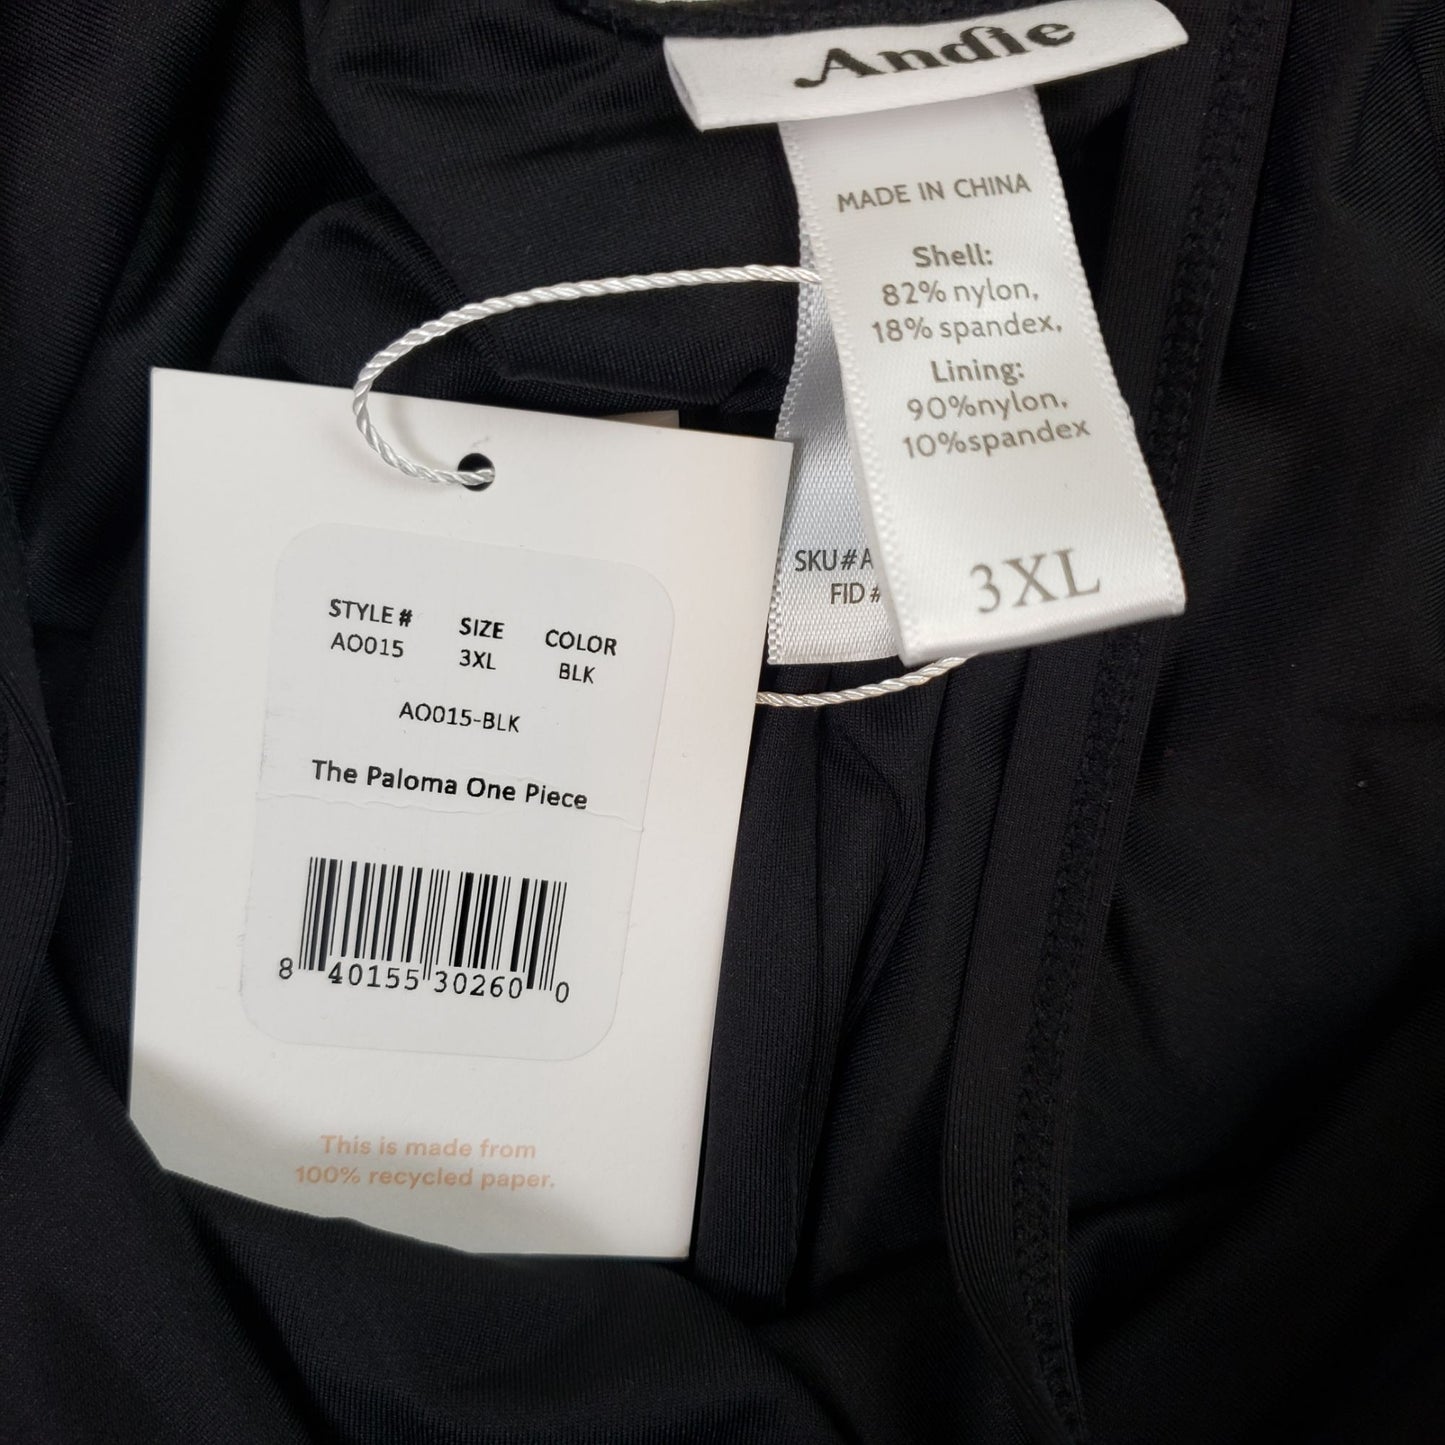 Andie
MADE IN CHINA
Shell:
82% nylon,
18% spandex,
Lining:
90%nylon,
10%spandex
3XL
SKU#A
FID #
STYLE # SIZE COLOR
AO015 3XL BLK
AO015-BLK
The Paloma One Piece
8 40155 30260 0
This is made from
100% recycled paper.